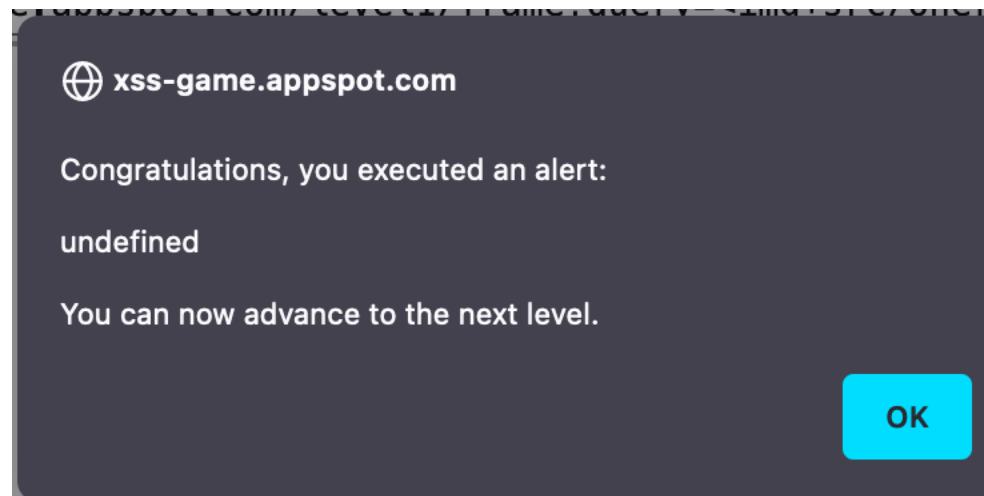 xss-game.appspot.com
Congratulations, you executed an alert:
undefined
You can now advance to the next level.
OK